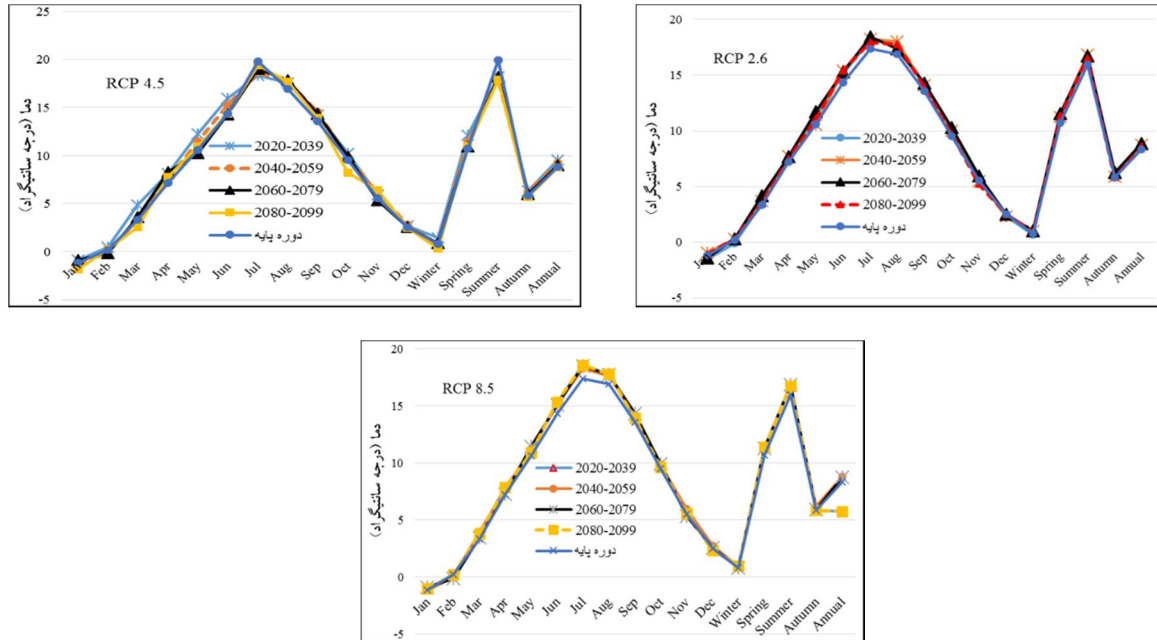 RCP 4.5
دما (درجه سانتیگراد)
25
20
15
10
5
0
-5
2020-2039
2040-2059
2060-2079
2080-2099
دوره پایه
Jan Feb Mar Apr May Jun Jul Aug Sep Oct Nov Dec Winter Spring Summer Autumn Annual
RCP 2.6
دما (درجه سانتیگراد)
20
15
10
5
0
-5
2020-2039
2040-2059
2060-2079
2080-2099
دوره پایه
Jan Feb Mar Apr May Jun Jul Aug Sep Oct Nov Dec Winter Spring Summer Autumn Annual
RCP 8.5
دما (درجه سانتیگراد)
20
15
10
5
0
-5
2020-2039
2040-2059
2060-2079
2080-2099
دوره پایه
Jan Feb Mar Apr May Jun Jul Aug Sep Oct Nov Dec Winter Spring Summer Autumn Annual